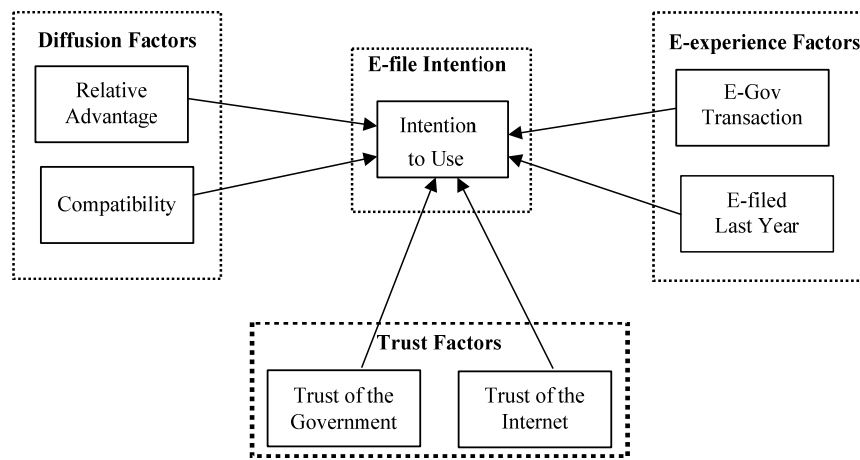 Diffusion Factors
Relative
Advantage
Compatibility
E-file Intention
Intention
to Use
E-experience Factors
E-Gov
Transaction
E-filed
Last Year
Trust Factors
Trust of the
Government
Trust of the
Internet